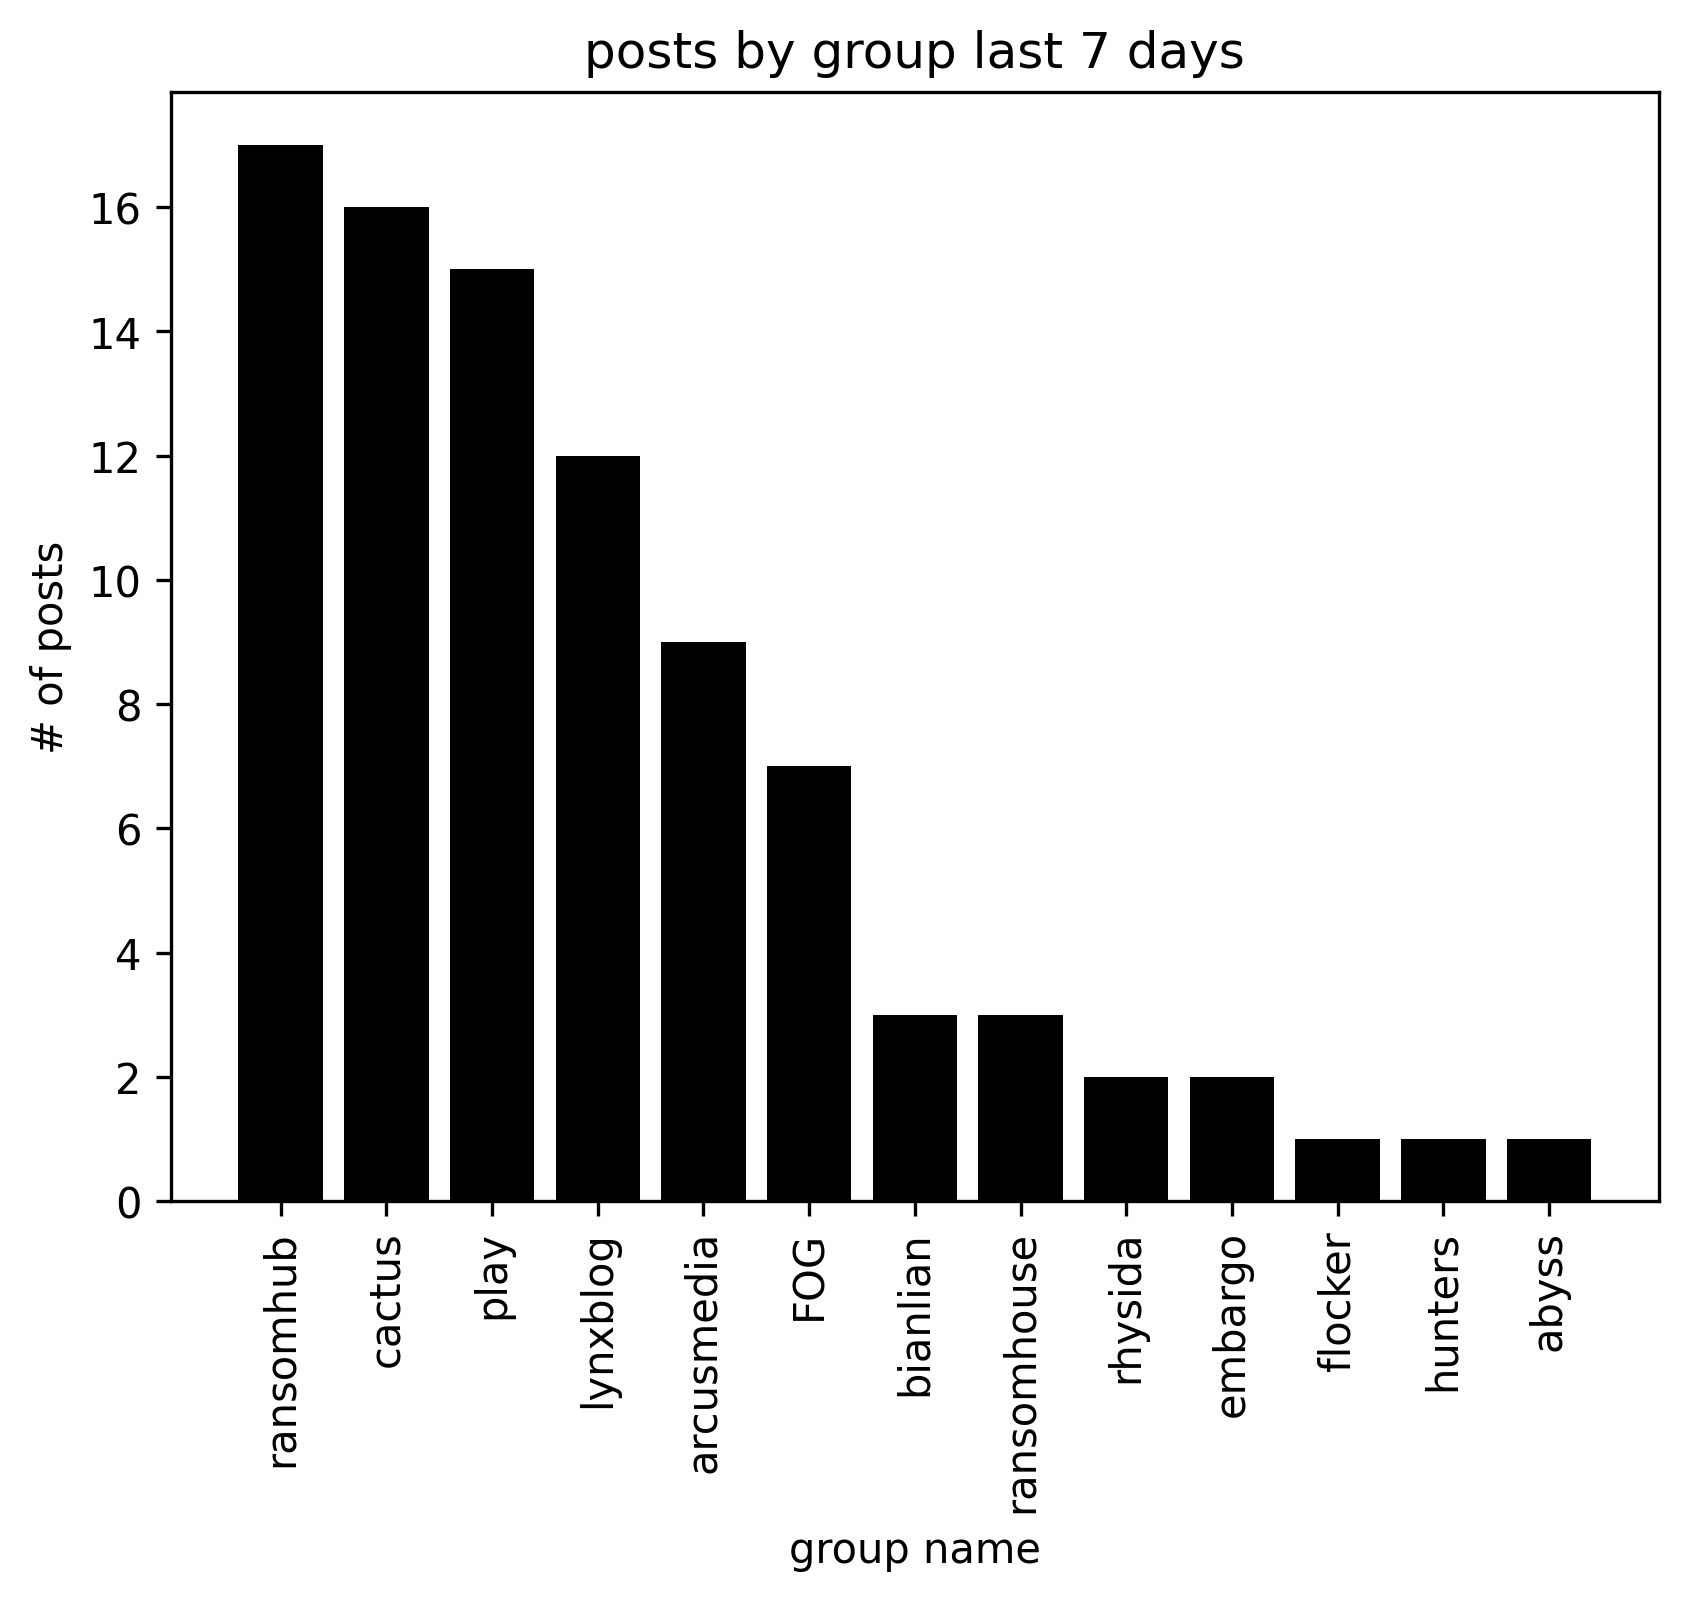 posts by group last 7 days
# of posts
16
14
12
10
8
6
4
2
0
ransomhub
cactus
play
lynxblog
arcusmedia
FOG
bianlian
ransomhouse
rhysida
embargo
flocker
hunters
abyss
group name